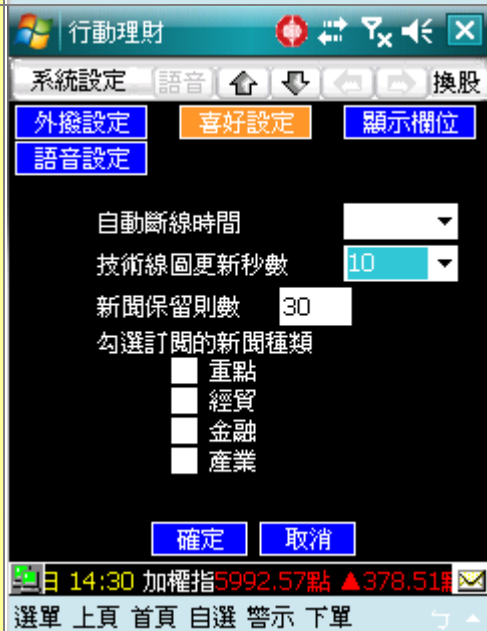 行動理財
系統設定 語音 換股
外撥設定 喜好設定 顯示欄位
語音設定
自動斷線時間
技術線圖更新秒數 10
新聞保留則數 30
勾選訂閱的新聞種類
重點
經貿
金融
產業
確定 取消
日 14:30 加權指5992.57點 ▲378.51
選單 上頁 首頁 自選 警示 下單 ㄅ